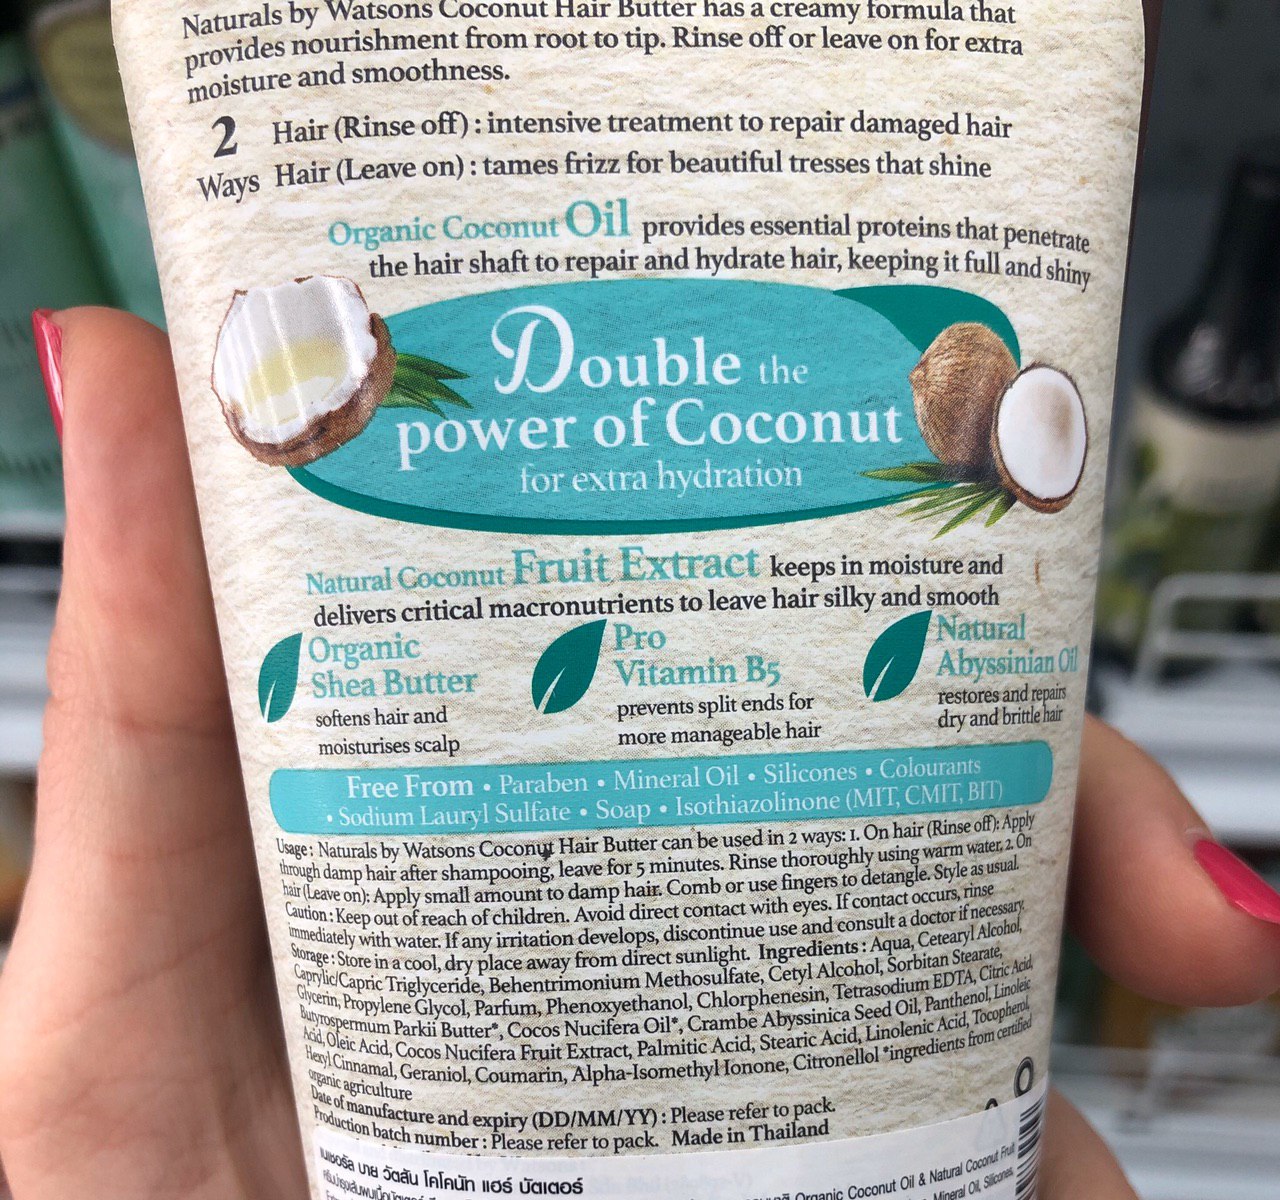 Naturals by Watsons Coconut Hair Butter has a creamy formula that
provides nourishment from root to tip. Rinse off or leave on for extra
moisture and smoothness.
2 Ways
Hair (Rinse off) : intensive treatment to repair damaged hair
Hair (Leave on) : tames frizz for beautiful tresses that shine
Organic Coconut Oil provides essential proteins that penetrate
the hair shaft to repair and hydrate hair, keeping it full and shiny
Double the
power of Coconut
for extra hydration
Natural Coconut Fruit Extract keeps in moisture and
delivers critical macronutrients to leave hair silky and smooth
Organic
Shea Butter
softens hair and
moisturises scalp
Pro
Vitamin B5
prevents split ends for
more manageable hair
Natural
Abyssinian Oil
restores and repairs
dry and brittle hair
Free From • Paraben • Mineral Oil • Silicones • Colourants
• Sodium Lauryl Sulfate • Soap • Isothiazolinone (MIT, CMIT, BIT)
Usage : Naturals by Watsons Coconut Hair Butter can be used in 2 ways: 1. On hair (Rinse off): Apply
through damp hair after shampooing, leave for 5 minutes. Rinse thoroughly using warm water. 2. On
hair (Leave on): Apply small amount to damp hair. Comb or use fingers to detangle. Style as usual.
Caution : Keep out of reach of children. Avoid direct contact with eyes. If contact occurs, rinse
immediately with water. If any irritation develops, discontinue use and consult a doctor if necessary.
Storage : Store in a cool, dry place away from direct sunlight. Ingredients : Aqua, Cetearyl Alcohol,
Caprylic/Capric Triglyceride, Behentrimonium Methosulfate, Cetyl Alcohol, Sorbitan Stearate,
Glycerin, Propylene Glycol, Parfum, Phenoxyethanol, Chlorphenesin, Tetrasodium EDTA, Citric Acid,
Butyrospermum Parkii Butter*, Cocos Nucifera Oil*, Crambe Abyssinica Seed Oil, Panthenol, Linoleic
Acid, Oleic Acid, Cocos Nucifera Fruit Extract, Palmitic Acid, Stearic Acid, Linolenic Acid, Tocopherol,
Hexyl Cinnamal, Geraniol, Coumarin, Alpha-Isomethyl Ionone, Citronellol *ingredients from certified
organic agriculture
Date of manufacture and expiry (DD/MM/YY) : Please refer to pack.
Production batch number : Please refer to pack. Made in Thailand
เนเชอรัล บาย วัตสัน โคโคนัท แฮร์ บัตเตอร์
Organic Coconut Oil & Natural Coconut Fruit
Mineral Oil, Silicones,